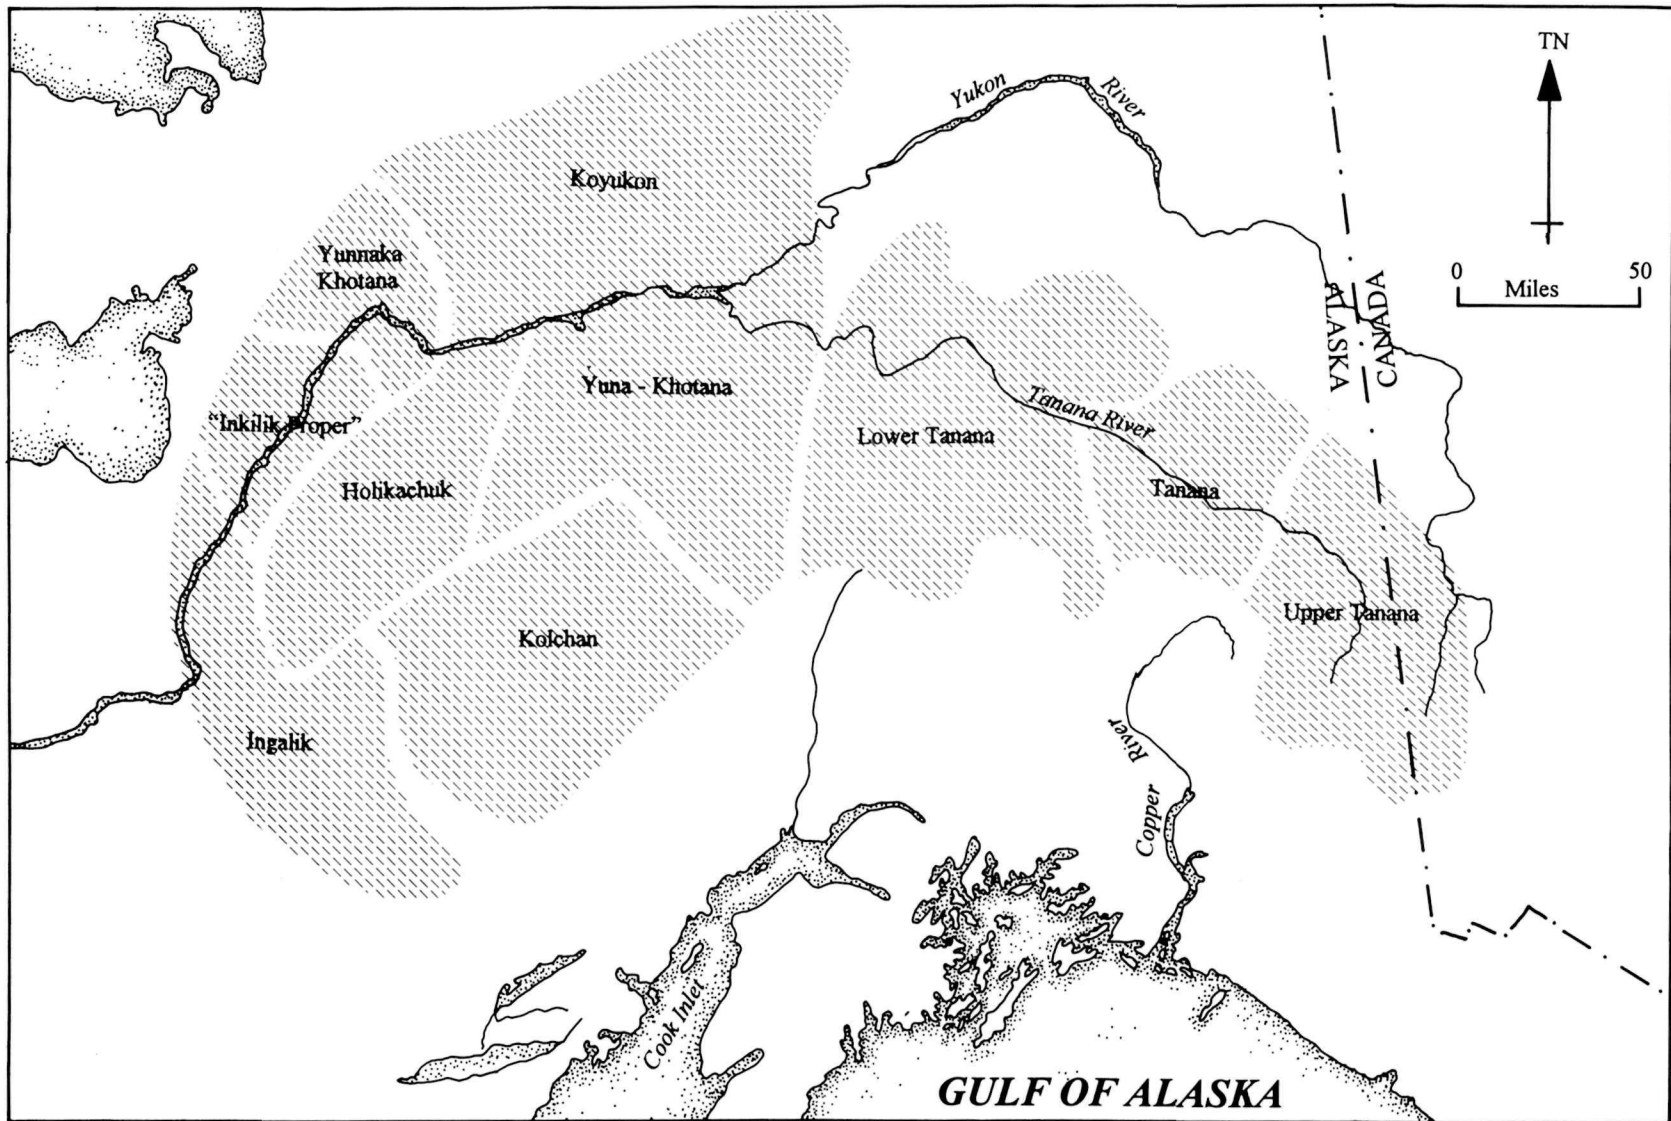 TN
Yukon River
Koyukon
Yunnaka
Khotana
0 50
Miles
ALASKA
CANADA
Yuna - Khotana
Tanana River
"Inkilik Proper"
Lower Tanana
Holikachuk
Tanana
Upper Tanana
Kolchan
Ingalik
Copper River
Cook Inlet
GULF OF ALASKA